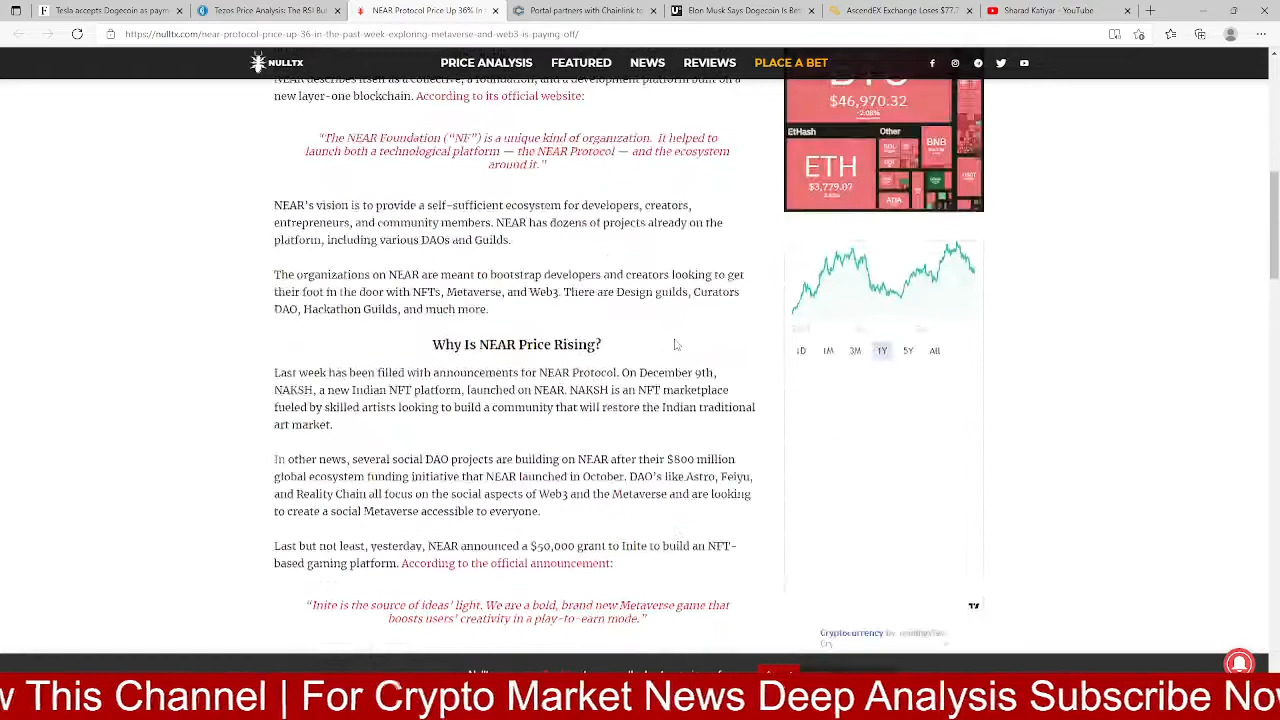 Tesla accepts Dogecoin as paym
Tezos Price Analysis: The RSI Bul
NEAR Protocol Price Up 36% In
Portal partners with Chainlink to
Elon Musk Says Dogecoin Is Bet
AscendEX Exchange Loses $77.7
Sharad Katiyar - YouTube
https://nulltx.com/near-protocol-price-up-36-in-the-past-week-exploring-metaverse-and-web3-is-paying-off/
NULLTX
PRICE ANALYSIS FEATURED NEWS REVIEWS PLACE A BET
NEAR describes itself as a Collective, a foundation, and a development platform built on a
new layer-one blockchain. According to its official website:
“The NEAR Foundation (“NF”) is a unique kind of organization. It helped to
launch both a technological platform — the NEAR Protocol — and the ecosystem
around it.”
NEAR’s vision is to provide a self-sufficient ecosystem for developers, creators,
entrepreneurs, and community members. NEAR has dozens of projects already on the
platform, including various DAOs and Guilds.
The organizations on NEAR are meant to bootstrap developers and creators looking to get
their foot in the door with NFTs, Metaverse, and Web3. There are Design guilds, Curators
DAO, Hackathon Guilds, and much more.
Why Is NEAR Price Rising?
Last week has been filled with announcements for NEAR Protocol. On December 9th,
NAKSH, a new Indian NFT platform, launched on NEAR. NAKSH is an NFT marketplace
fueled by skilled artists looking to build a community that will restore the Indian traditional
art market.
In other news, several social DAO projects are building on NEAR after their $800 million
global ecosystem funding initiative that NEAR launched in October. DAO’s like Astro, Feiyu,
and Reality Chain all focus on the social aspects of Web3 and the Metaverse and are looking
to create a social Metaverse accessible to everyone.
Last but not least, yesterday, NEAR announced a $50,000 grant to Inite to build an NFT-
based gaming platform. According to the official announcement:
“Inite is the source of ideas’ light. We are a bold, brand new Metaverse game that
boosts users’ creativity in a play-to-earn mode.”
BTC
$46,970.32
-2.08%
EtHash Other
ETH
$3,779.07
BNB
ADA
1D 1M 3M 1Y 5Y All
Cryptocurrency by
w This Channel | For Crypto Market News Deep Analysis Subscribe Now